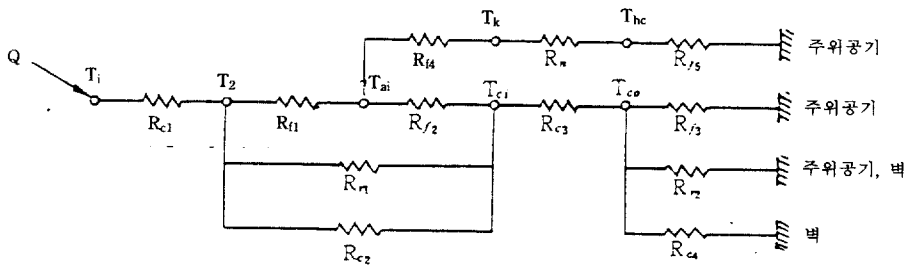 T_k T_hc
R_f4 R_n R_f5 주위공기
Q T_i T_2 T_ai T_ci T_co
R_c1 R_f1 R_f2 R_c3 R_f3 주위공기
R_r1 R_r2 주위공기, 벽
R_c2 R_c4 벽